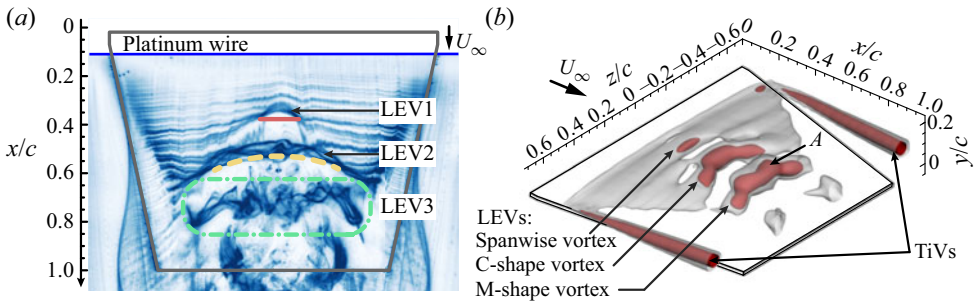 (a)
0
0.2
0.4
0.6
0.8
1.0
x/c
Platinum wire
U∞
LEV1
LEV2
LEV3
(b)
U∞
z/c
0.6 0.4 0.2 0 -0.2 -0.4 -0.6
0 0.2 0.4 0.6 0.8 1.0
x/c
0.2
0
y/c
A
LEVs:
Spanwise vortex
C-shape vortex
M-shape vortex
TiVs